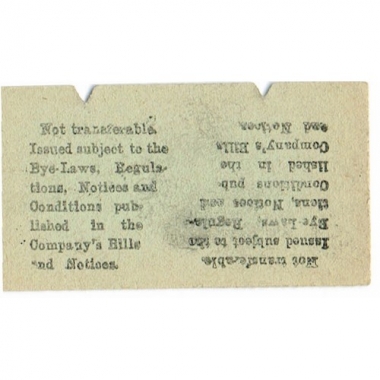 Not transferable.
Issued subject to the
Bye-Laws, Regula-
tions, Notices and
Conditions pub-
lished in the
Company's Bills
and Notices.
Not transferable.
Issued subject to the
Bye-Laws, Regula-
tions, Notices and
Conditions pub-
lished in the
Company's Bills
and Notices